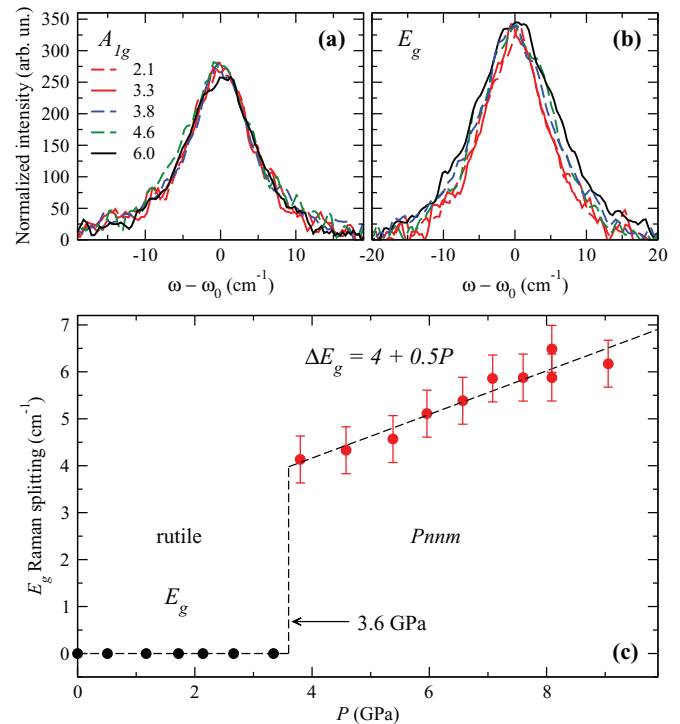 350
300
250
200
150
100
50
0
Normalized intensity (arb. un.)
A1g
(a)
2.1
3.3
3.8
4.6
6.0
Eg
(b)
-10 0 10
-20 -10 0 10 20
ω − ω0 (cm-1)
ω − ω0 (cm-1)
7
6
5
4
3
2
1
0
Eg Raman splitting (cm-1)
ΔEg = 4 + 0.5P
rutile
Pnnm
Eg
3.6 GPa
(c)
0 2 4 6 8
P (GPa)